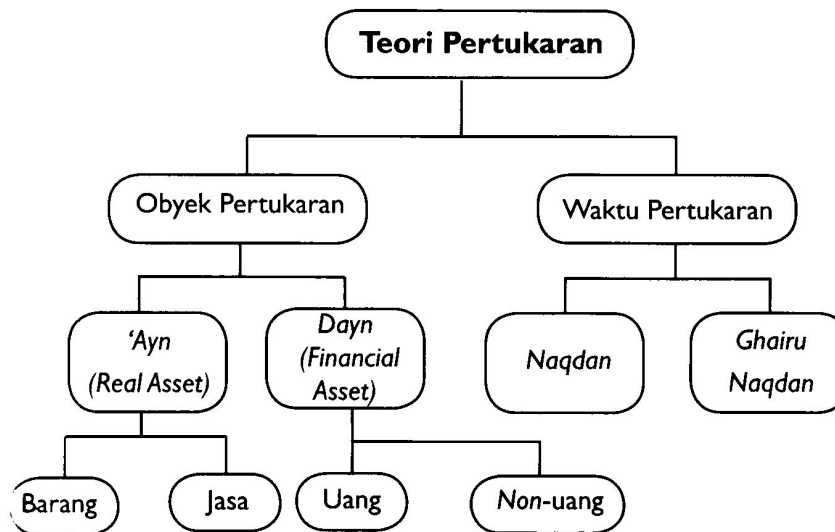 Teori Pertukaran
Obyek Pertukaran
Waktu Pertukaran
‘Ayn
(Real Asset)
Dayn
(Financial
Asset)
Naqdan
Ghairu
Naqdan
Barang
Jasa
Uang
Non-uang